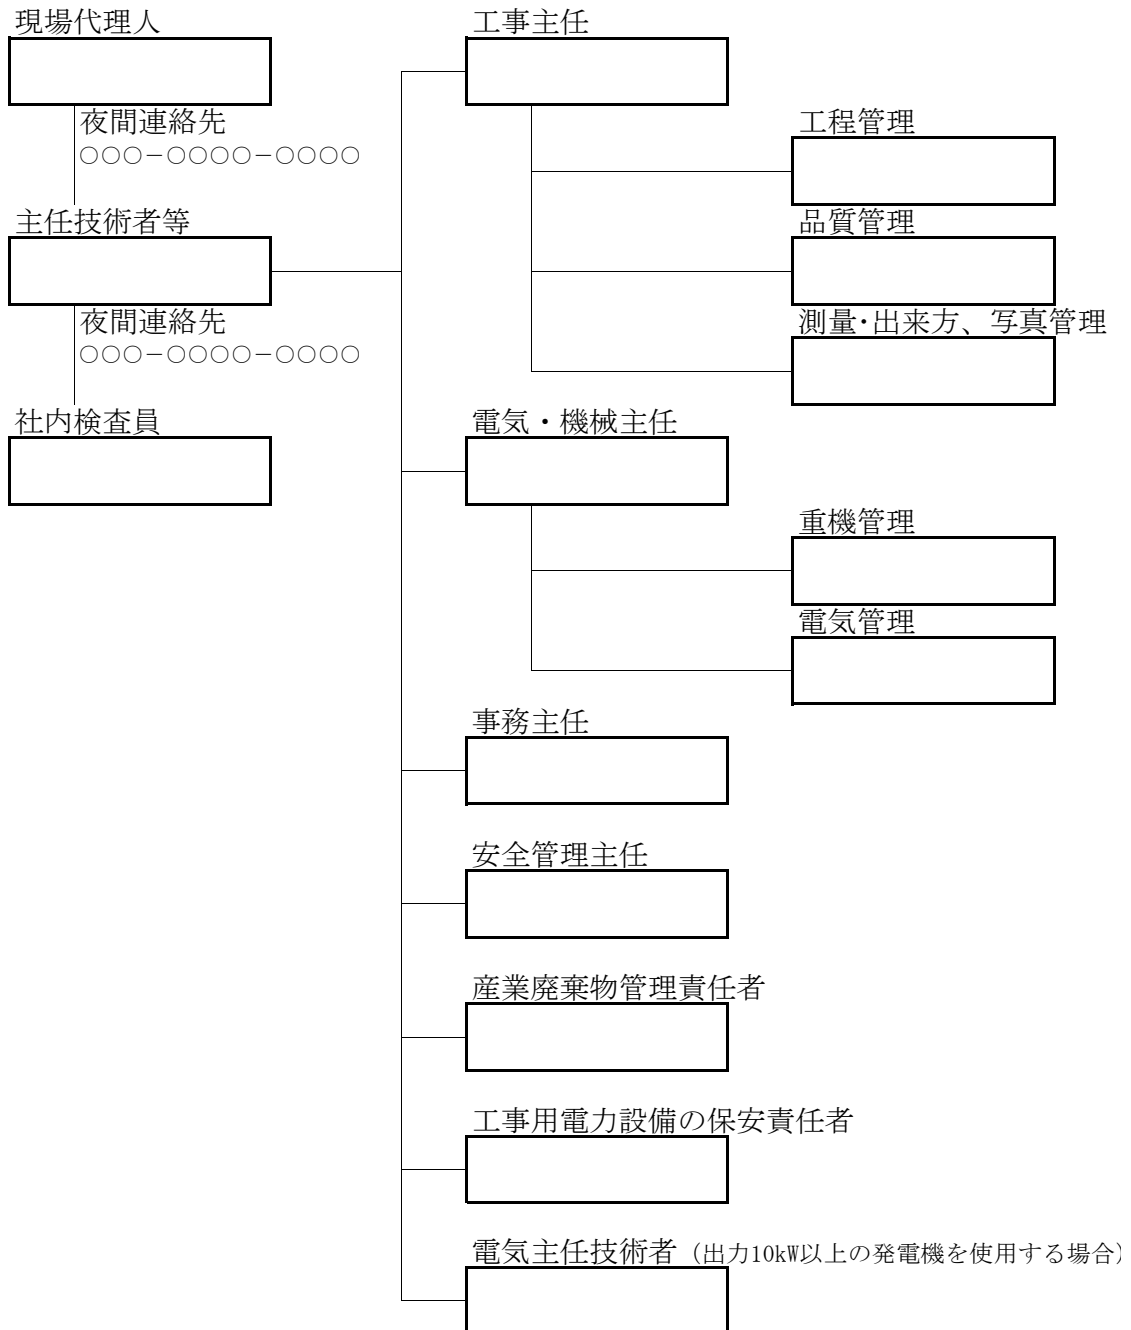 現場代理人
夜間連絡先
○○○－○○○○－○○○○
主任技術者等
夜間連絡先
○○○－○○○○－○○○○
社内検査員
工事主任
工程管理
品質管理
測量・出来方、写真管理
電気・機械主任
重機管理
電気管理
事務主任
安全管理主任
産業廃棄物管理責任者
工事用電力設備の保安責任者
電気主任技術者（出力10kW以上の発電機を使用する場合）